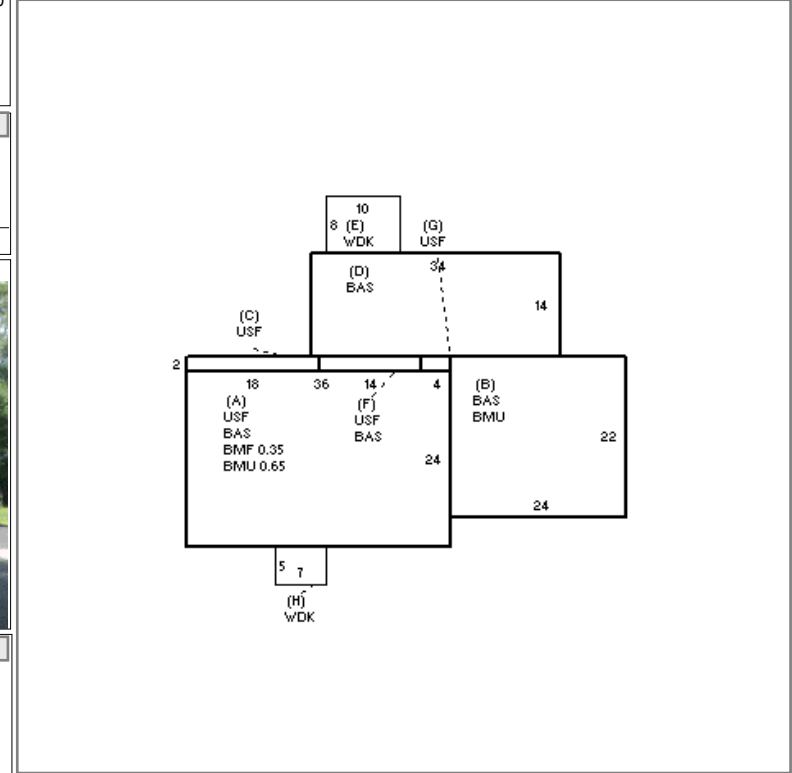 10
8 (E)
WDK
(G)
USF
34
(D)
BAS
14
(C)
USF
2
18 36 14 4
(A)
USF
BAS
BMF 0.35
BMU 0.65
(F)
USF
BAS
24
(B)
BAS
BMU
22
24
5 7
(H)
WDK